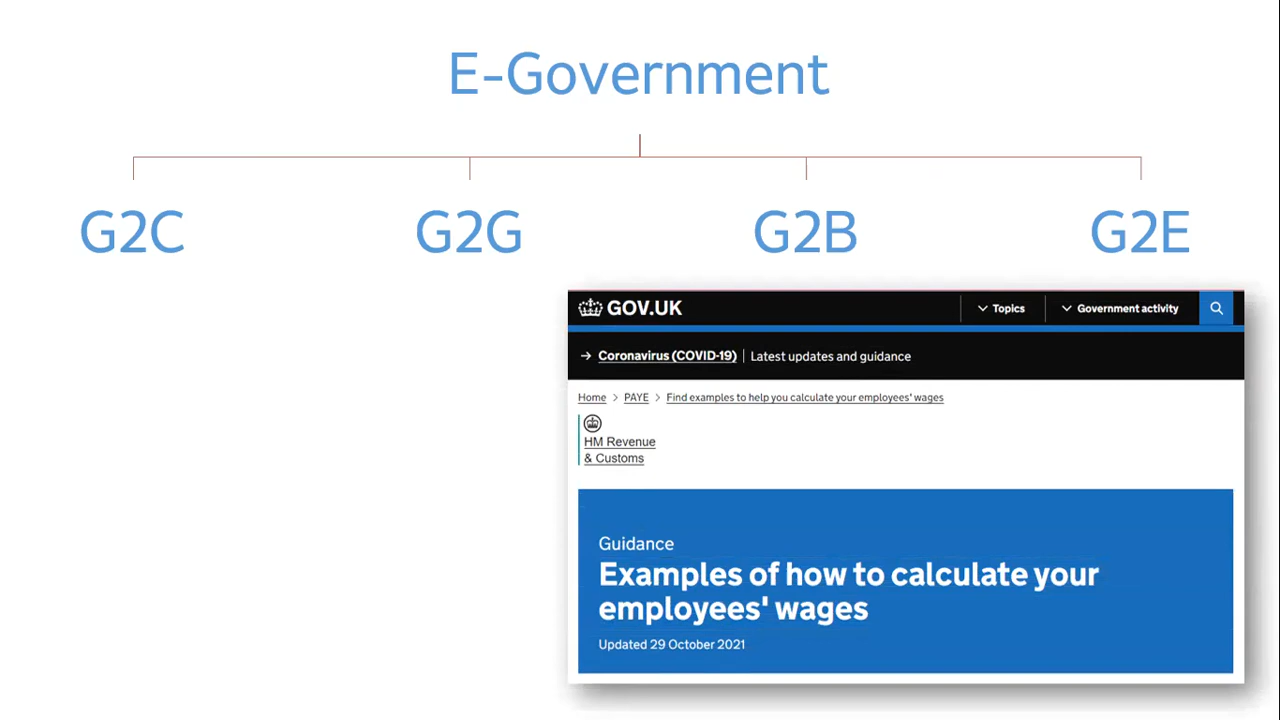 E-Government
G2C G2G G2B G2E
GOV.UK Topics Government activity
→ Coronavirus (COVID-19) | Latest updates and guidance
Home > PAYE > Find examples to help you calculate your employees' wages
HM Revenue
& Customs
Guidance
Examples of how to calculate your
employees' wages
Updated 29 October 2021